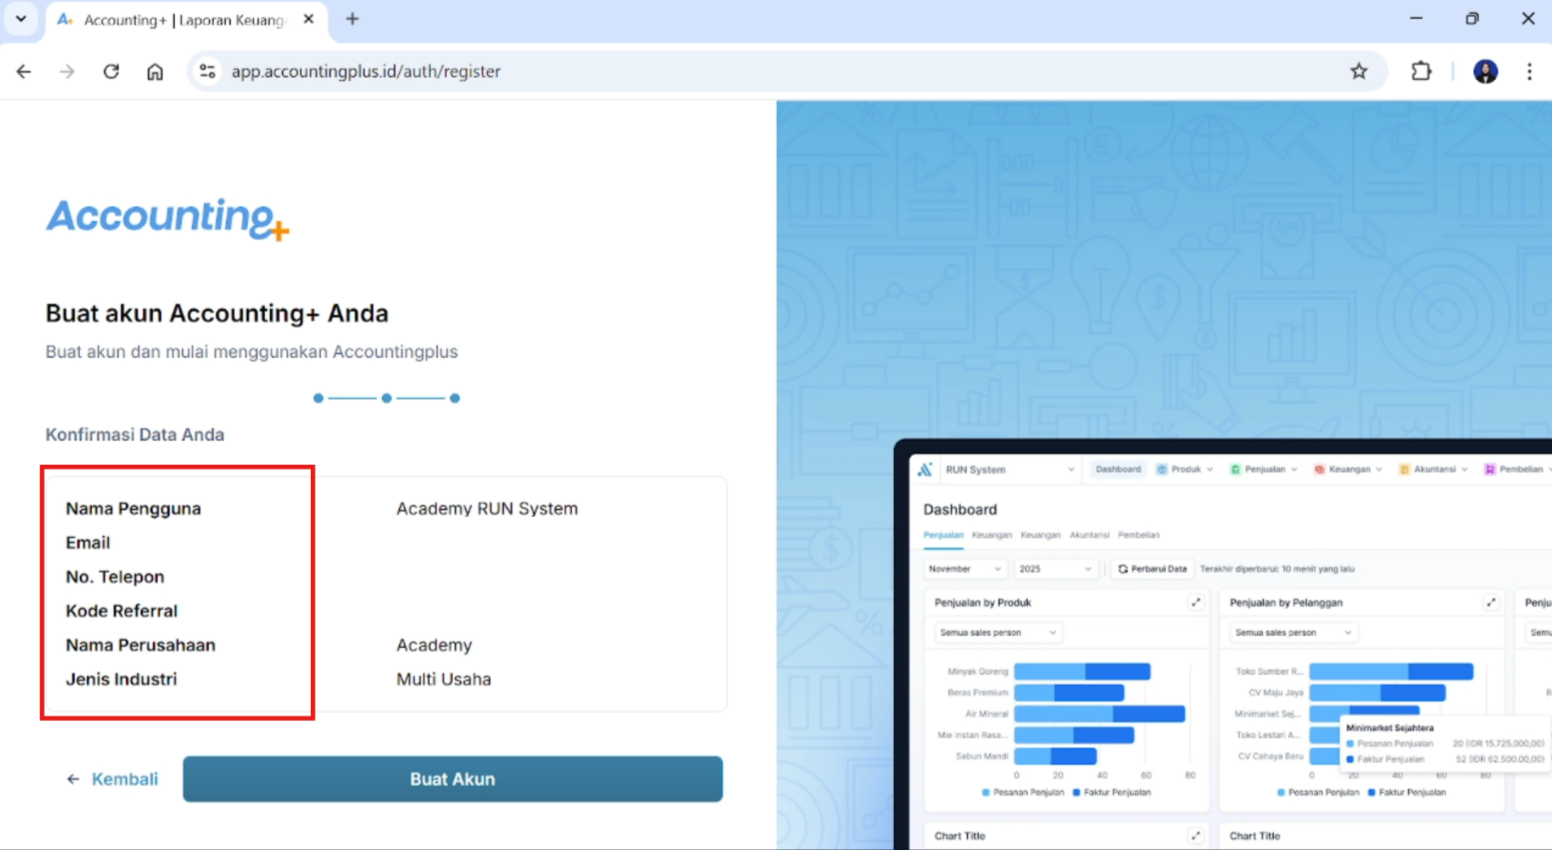 Accounting+ | Laporan Keuang
app.accountingplus.id/auth/register
Accounting+
Buat akun Accounting+ Anda
Buat akun dan mulai menggunakan Accountingplus
Konfirmasi Data Anda
Nama Pengguna Academy RUN System
Email
No. Telepon
Kode Referral
Nama Perusahaan Academy
Jenis Industri Multi Usaha
← Kembali
Buat Akun
RUN System Dashboard Produk Penjualan Keuangan Akuntansi Pembelian
Dashboard
Penjualan Keuangan Keuangan Akuntansi Pembelian
November 2025 Perbarui Data Terakhir diperbarui: 10 menit yang lalu
Penjualan by Produk
Semua sales person
Minyak Goreng
Beras Premium
Air Mineral
Mie Instan Rasa...
Sabun Mandi
0 20 40 60 80
Pesanan Penjulan Faktur Penjualan
Penjualan by Pelanggan
Semua sales person
Toko Sumber R...
CV Maju Jaya
Minimarket Sej...
Toko Lestari A...
CV Cahaya Baru
Minimarket Sejahtera
Pesanan Penjualan 20 (IDR 15.725.000,00)
Faktur Penjualan 52 (IDR 62.500.00,00)
0 20 40 60 80
Pesanan Penjulan Faktur Penjualan
Penju
Semu
Chart Title
Chart Title